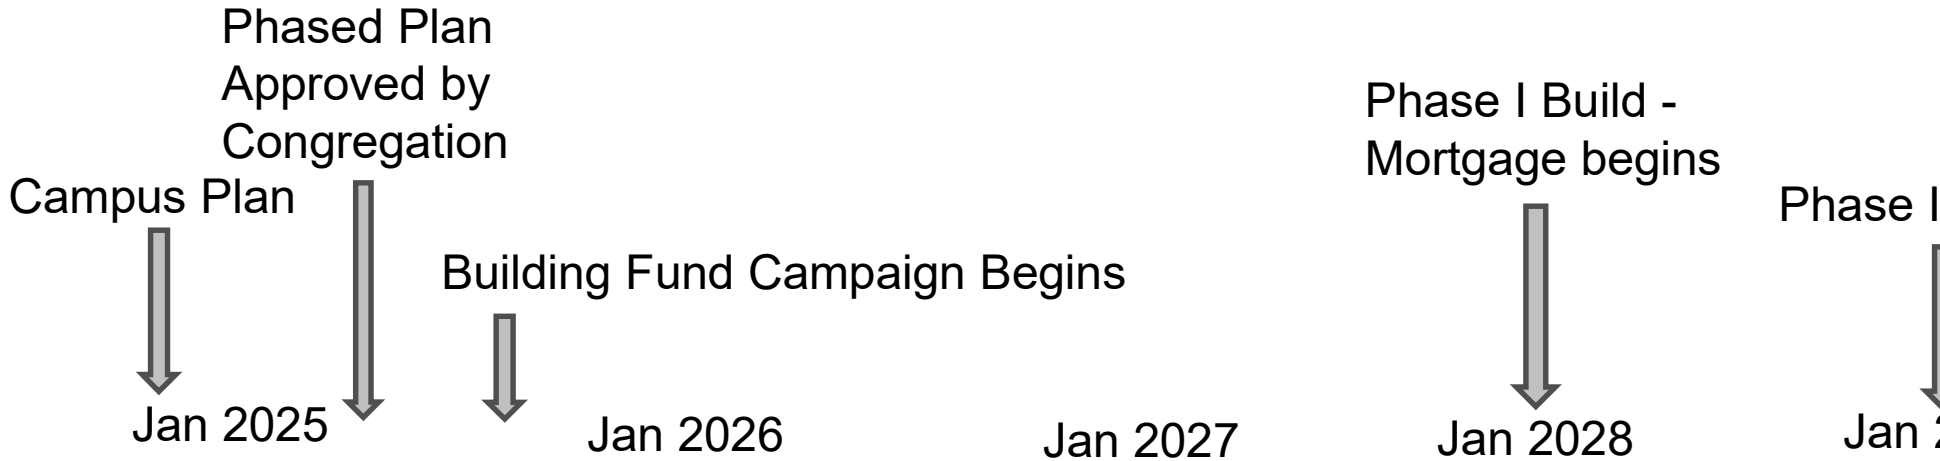 Phased Plan
Approved by
Congregation
Campus Plan
Building Fund Campaign Begins
Phase I Build -
Mortgage begins
Phase I
Jan 2025
Jan 2026
Jan 2027
Jan 2028
Jan